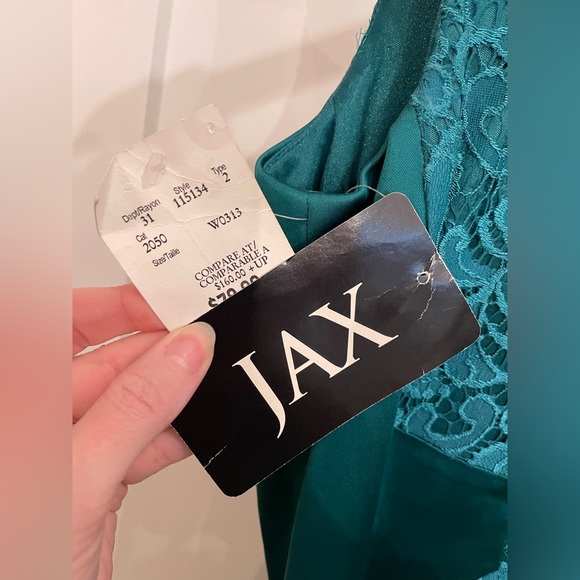 Dept/Rayon Style Type
31 115134 2
Cat
2050 W0313
Size/Taille
COMPARE AT/
COMPARABLE A
$160.00 +UP
JAX